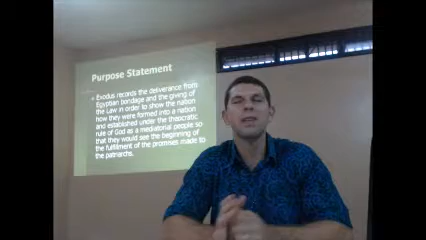 Purpose Statement
Exodus records the deliverance from
Egyptian bondage and the giving of
the Law in order to show the nation
how they were formed into a nation
and established under the theocratic
rule of God as a mediatorial people so
that they would see the beginning of
the fulfillment of the promises made to
the patriarchs.